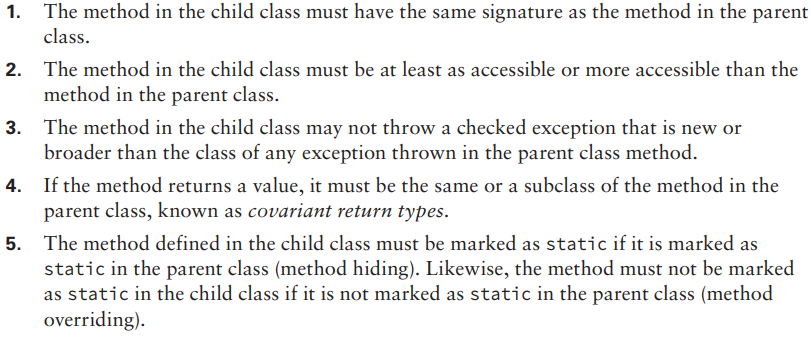 1. The method in the child class must have the same signature as the method in the parent
class.
2. The method in the child class must be at least as accessible or more accessible than the
method in the parent class.
3. The method in the child class may not throw a checked exception that is new or
broader than the class of any exception thrown in the parent class method.
4. If the method returns a value, it must be the same or a subclass of the method in the
parent class, known as covariant return types.
5. The method defined in the child class must be marked as static if it is marked as
static in the parent class (method hiding). Likewise, the method must not be marked
as static in the child class if it is not marked as static in the parent class (method
overriding).